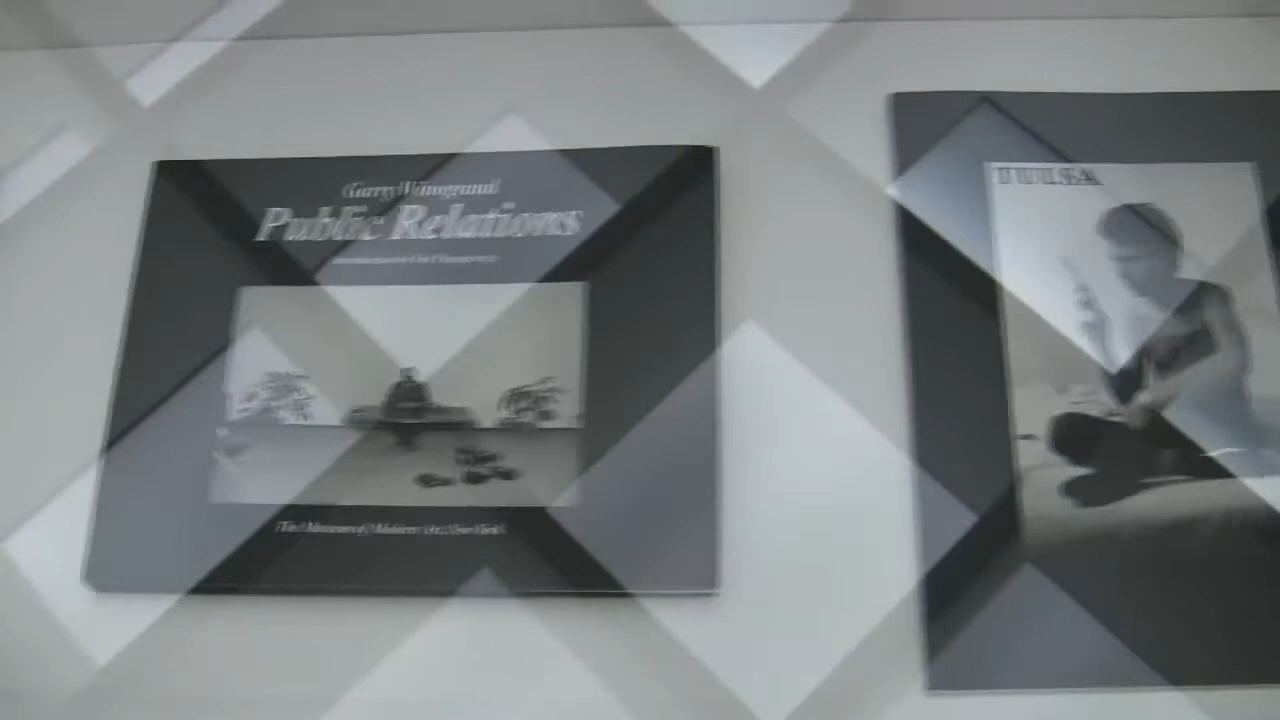 Garry Winogrand
Public Relations
The Museum of Modern Art, New York
TULSA